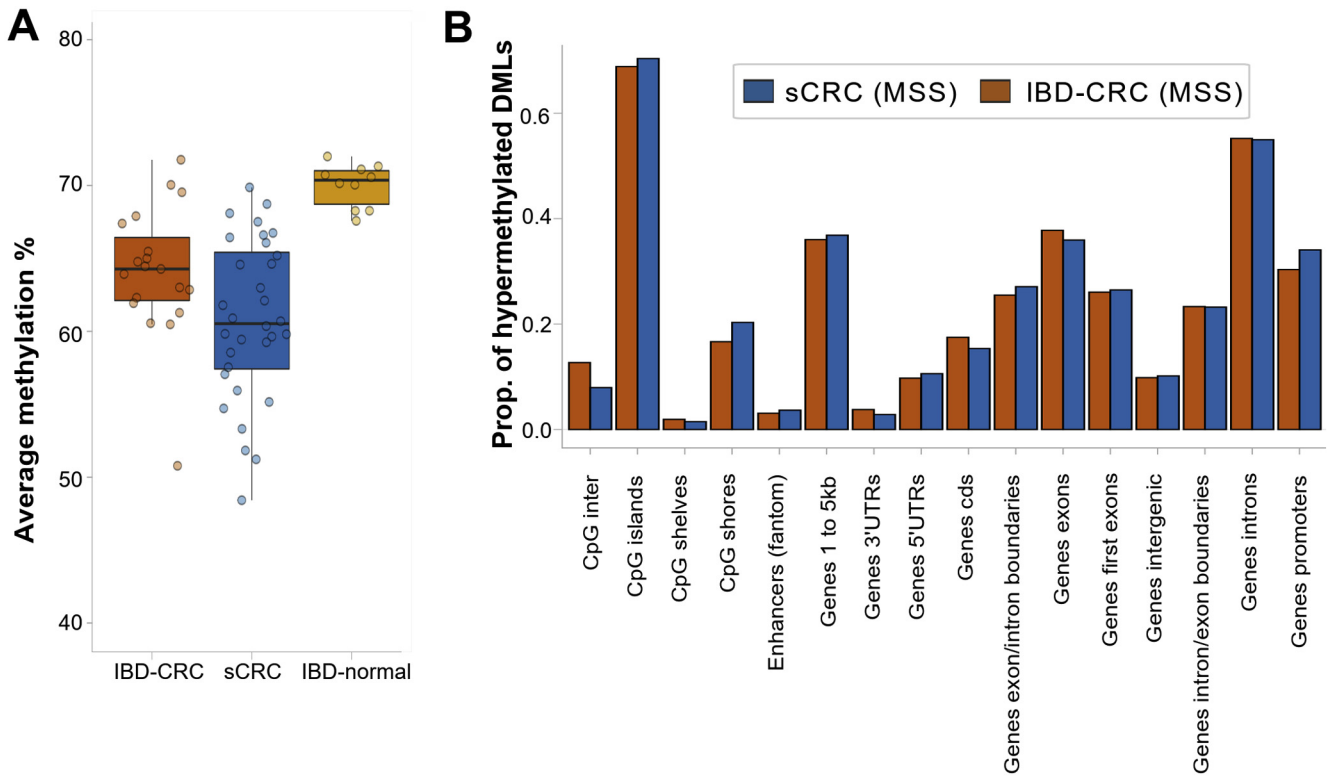 A
Average methylation %
80
70
60
50
40
IBD-CRC
sCRC
IBD-normal
B
Prop. of hypermethylated DMLs
0.6
0.4
0.2
0.0
sCRC (MSS)
IBD-CRC (MSS)
CpG inter
CpG islands
CpG shelves
CpG shores
Enhancers (fantom)
Genes 1 to 5kb
Genes 3'UTRs
Genes 5'UTRs
Genes cds
Genes exon/intron boundaries
Genes exons
Genes first exons
Genes intergenic
Genes intron/exon boundaries
Genes introns
Genes promoters